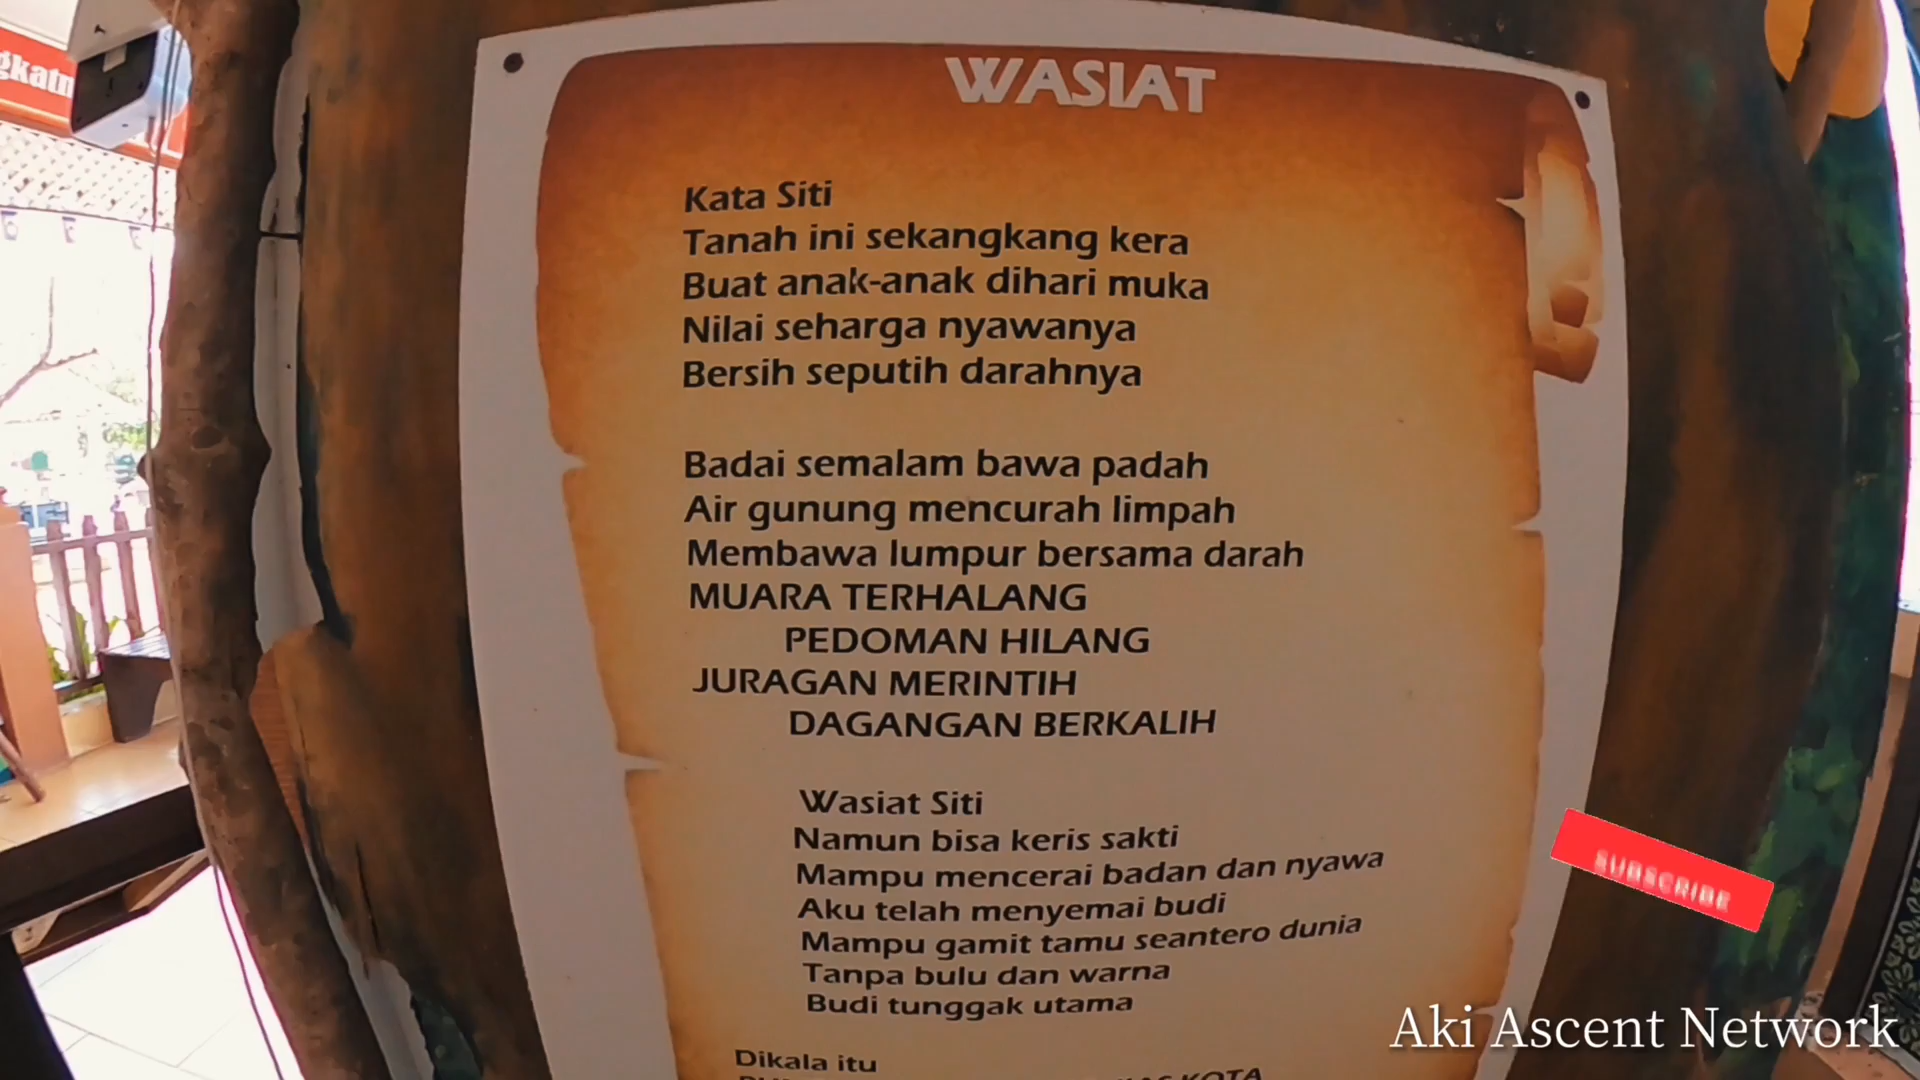 gkatn
WASIAT
Kata Siti
Tanah ini sekangkang kera
Buat anak-anak dihari muka
Nilai seharga nyawanya
Bersih seputih darahnya
Badai semalam bawa padah
Air gunung mencurah limpah
Membawa lumpur bersama darah
MUARA TERHALANG
PEDOMAN HILANG
JURAGAN MERINTIH
DAGANGAN BERKALIH
Wasiat Siti
Namun bisa keris sakti
Mampu mencerai badan dan nyawa
Aku telah menyemai budi
Mampu gamit tamu seantero dunia
Tanpa bulu dan warna
Budi tunggak utama
Dikala itu
KOTA
SUBSCRIBE
Aki Ascent Network